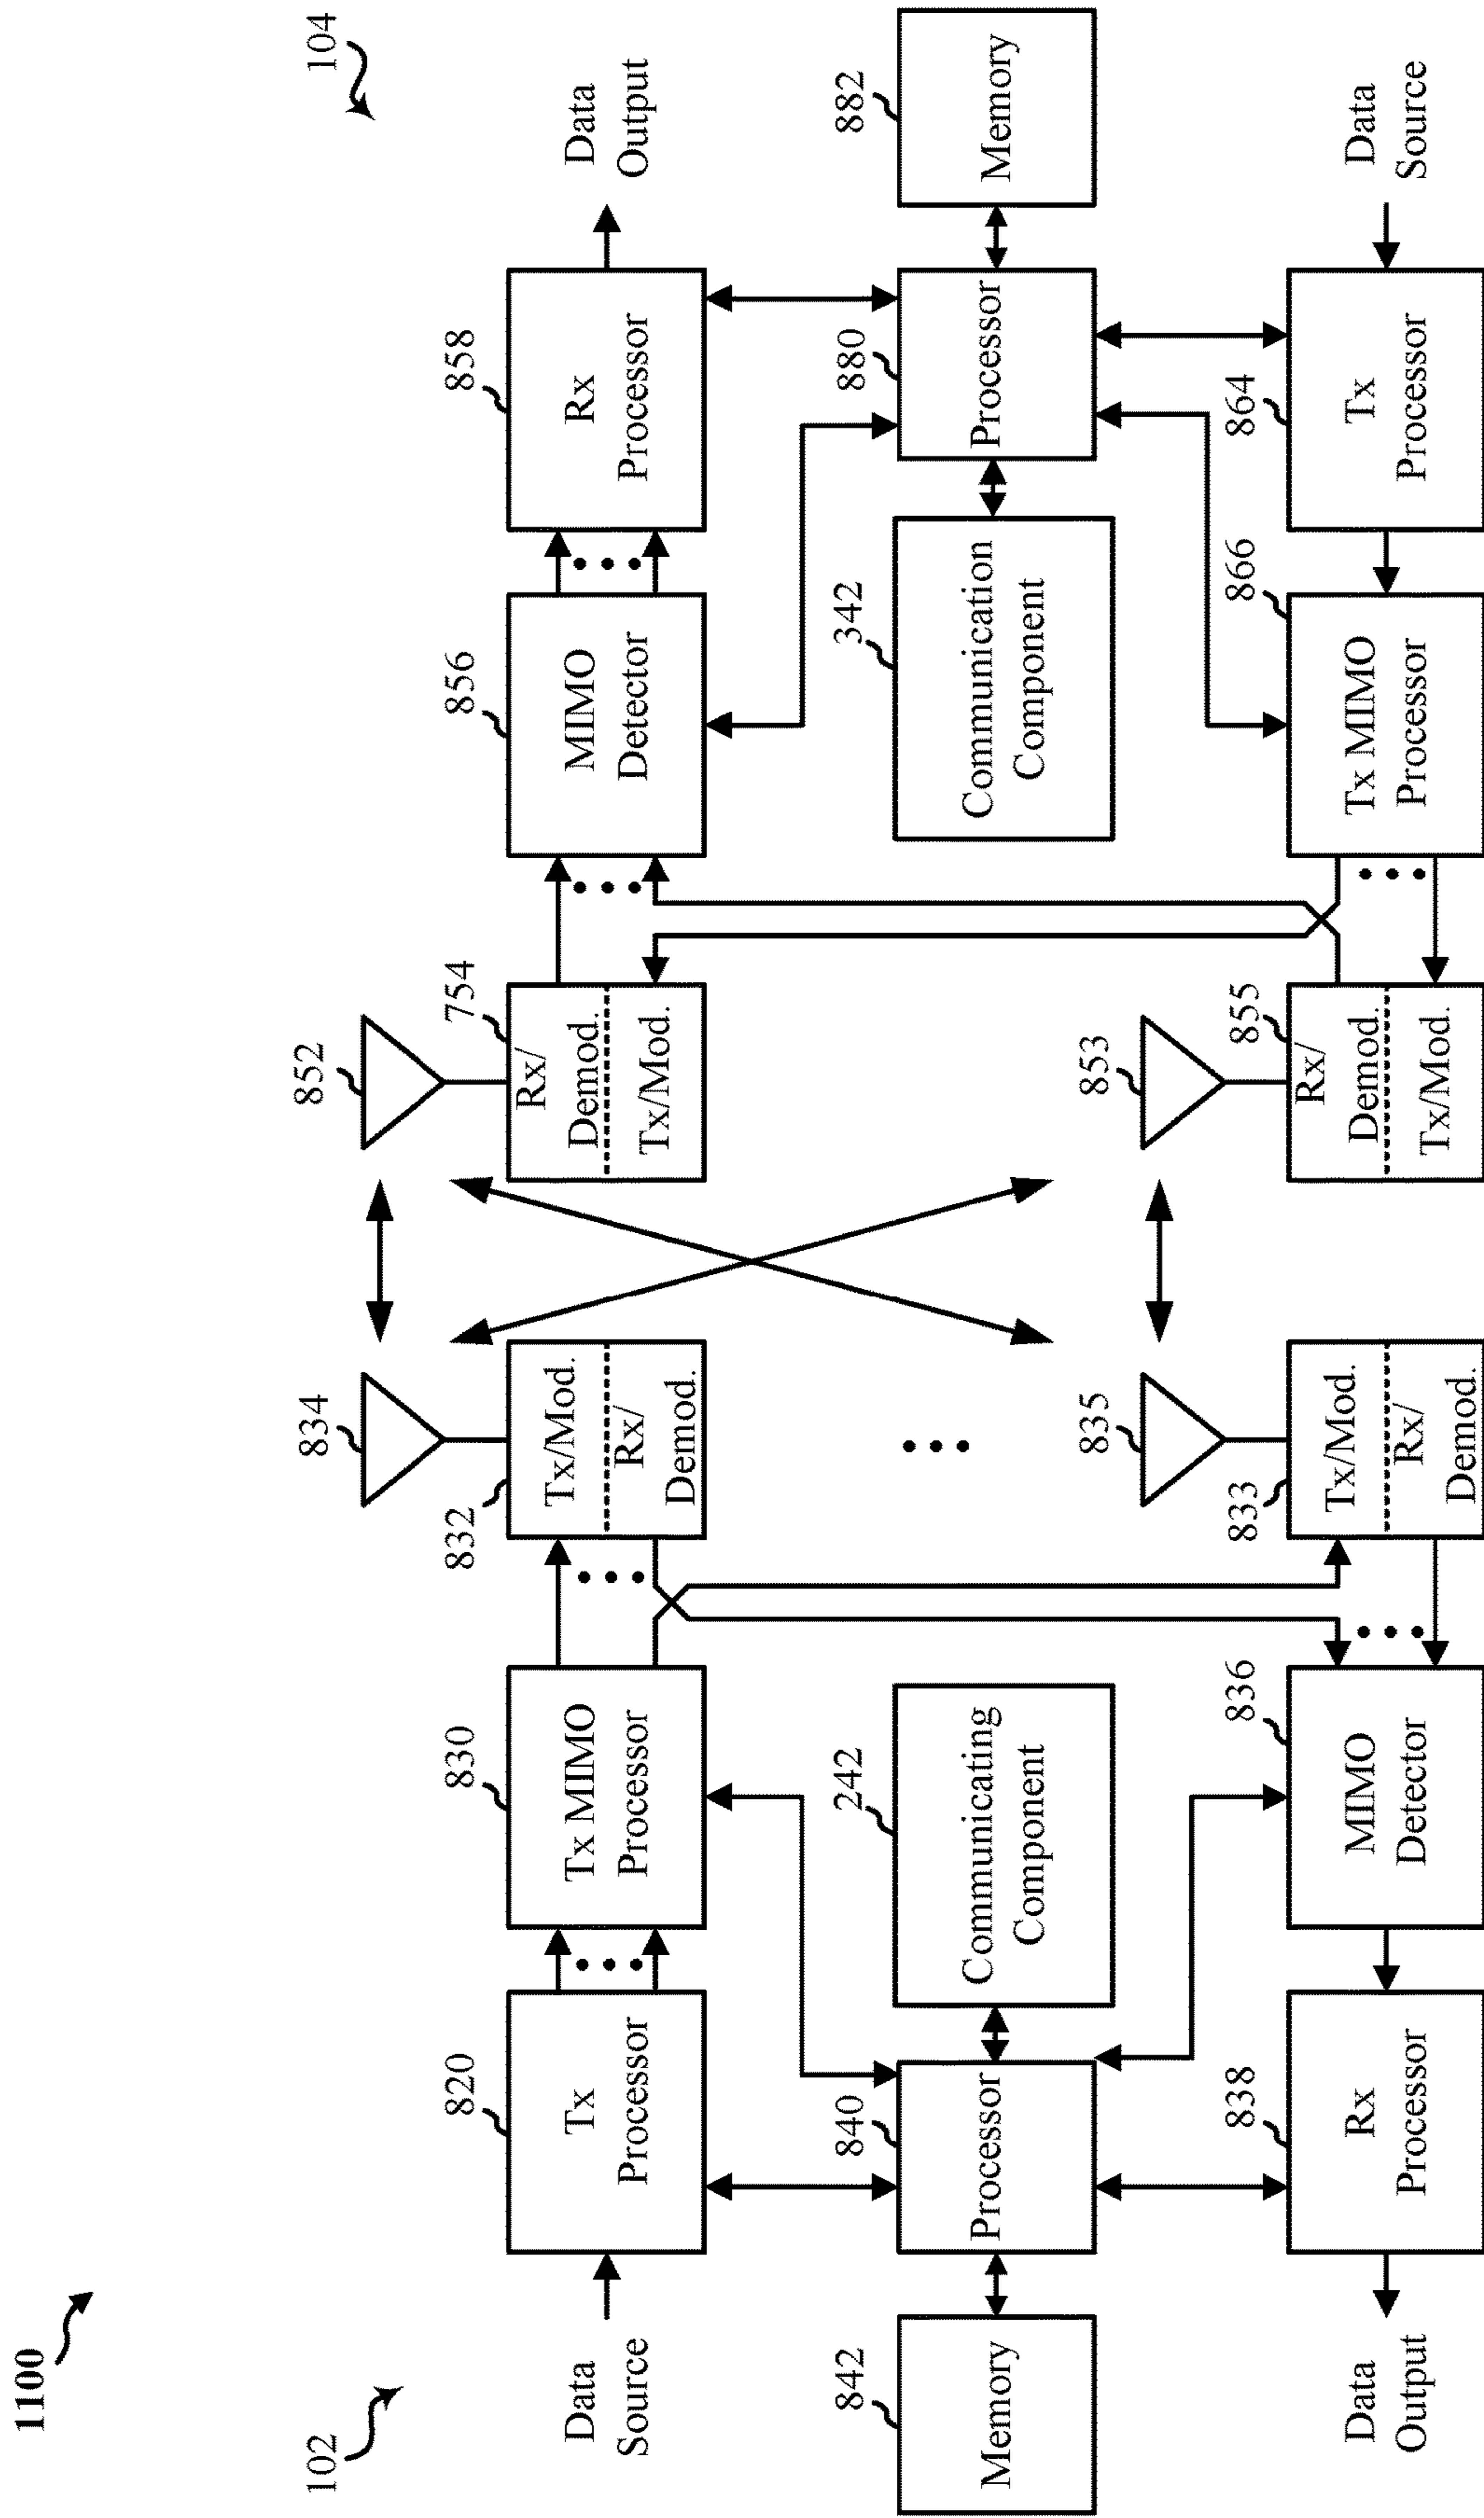 1100
102
104
Data
Source
820
Tx
Processor
830
Tx MIMO
Processor
832
Tx/Mod.
Rx/
Demod.
834
852
754
Rx/
Demod.
Tx/Mod.
856
MIMO
Detector
858
Rx
Processor
Data
Output
842
Memory
840
Processor
242
Communicating
Component
342
Communication
Component
880
Processor
882
Memory
Data
Output
838
Rx
Processor
836
MIMO
Detector
833
Tx/Mod.
Rx/
Demod.
835
853
855
Rx/
Demod.
Tx/Mod.
866
Tx MIMO
Processor
864
Tx
Processor
Data
Source